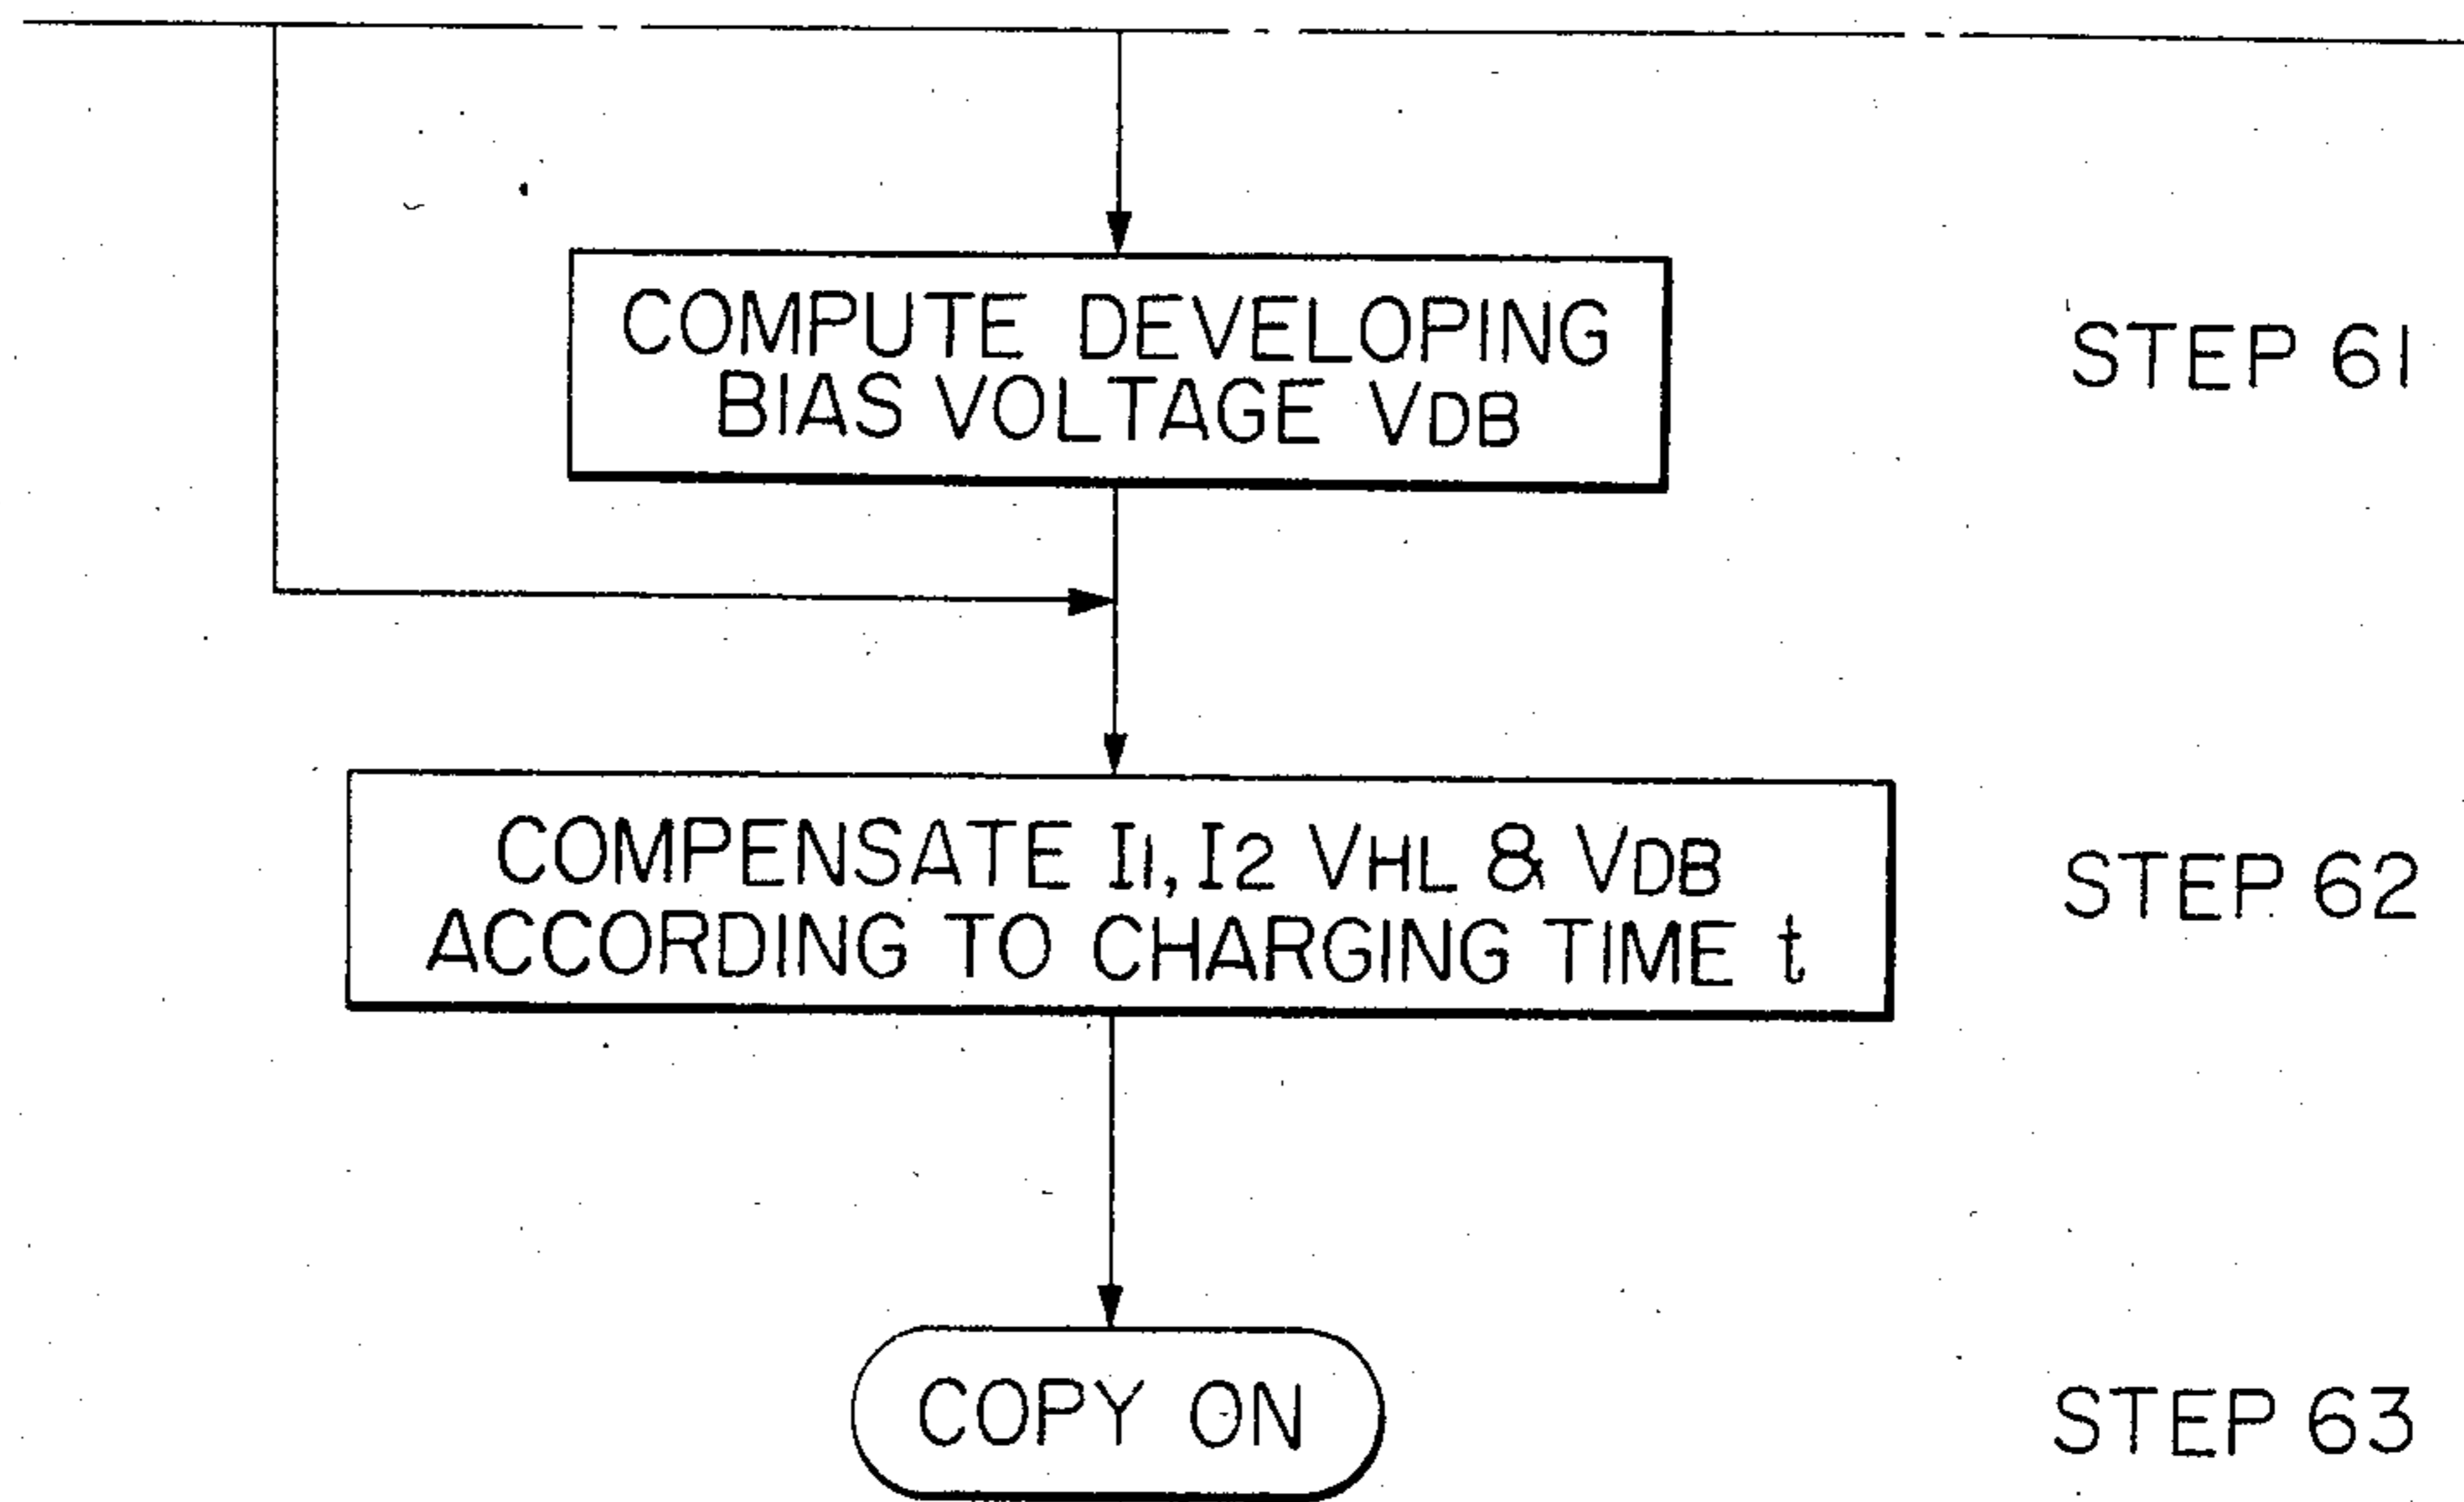 COMPUTE DEVELOPING
BIAS VOLTAGE VDB
STEP 61
COMPENSATE I1, I2 VHL & VDB
ACCORDING TO CHARGING TIME t
STEP 62
COPY ON
STEP 63